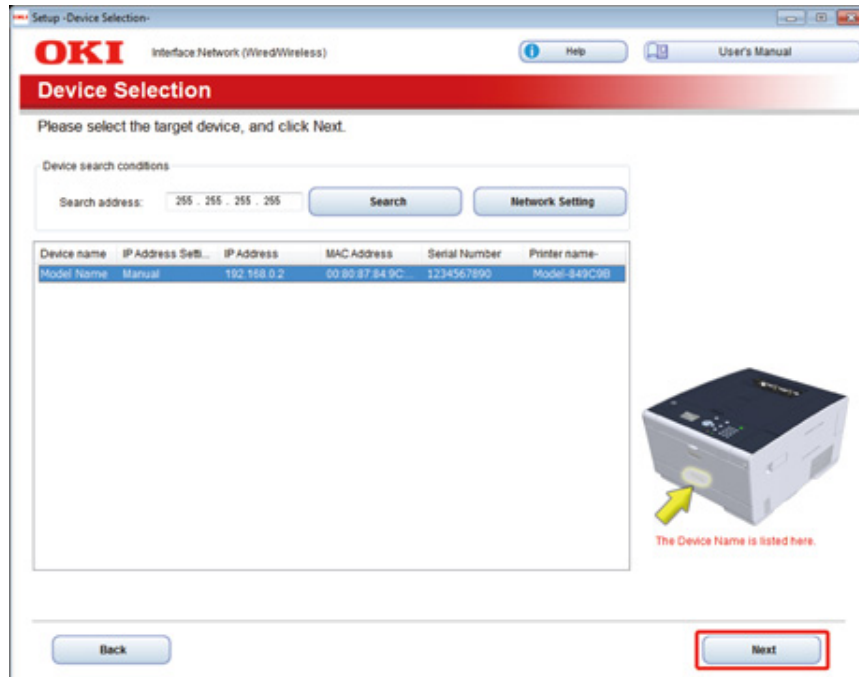 Setup -Device Selection-
OKI Interface:Network (Wired/Wireless) Help User's Manual
Device Selection
Please select the target device, and click Next.
Device search conditions
Search address: 255 . 255 . 255 . 255 Search Network Setting
Device name IP Address Setti... IP Address MAC Address Serial Number Printer name-
Model Name Manual 192.168.0.2 00:80:87:84:9C:... 1234567890 Model-849C9B
The Device Name is listed here.
Back Next